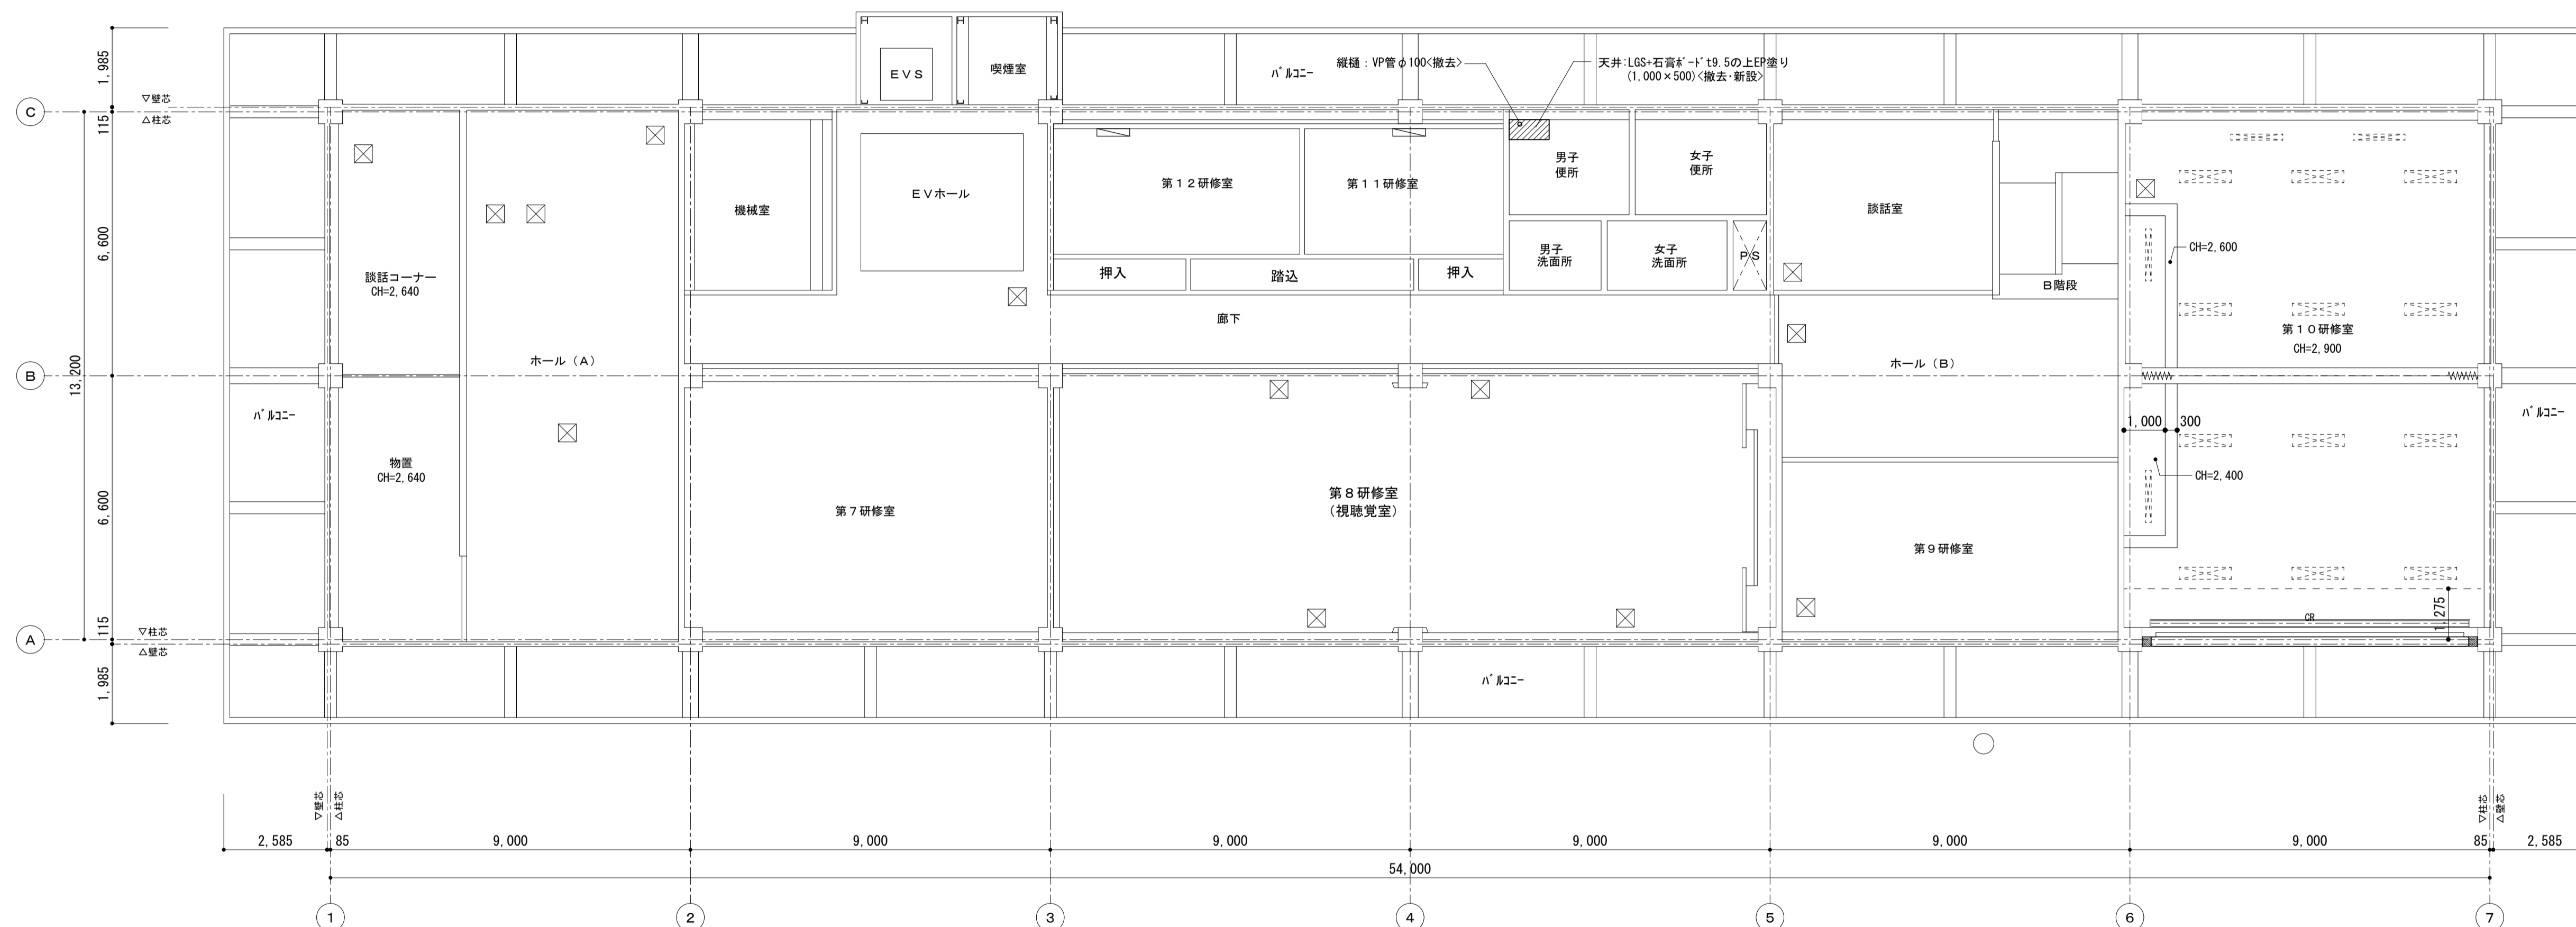 1,985
115
6,600
13,200
6,600
115
1,985
C
B
A
▽壁芯
△柱芯
▽柱芯
△壁芯
EVS
喫煙室
バルコニー
縦樋：VP管φ100<撤去>
天井:LGS+石膏ボードt9.5の上EP塗り
(1,000×500)<撤去・新設>
談話コーナー
CH=2,640
ホール（A）
機械室
EVホール
第12研修室
第11研修室
男子
便所
女子
便所
男子
洗面所
女子
洗面所
PS
押入
踏込
押入
廊下
談話室
B階段
CH=2,600
第10研修室
CH=2,900
ホール（B）
バルコニー
物置
CH=2,640
第7研修室
第8研修室
（視聴覚室）
第9研修室
1,000
300
CH=2,400
1,275
CR
バルコニー
バルコニー
▽壁芯
△柱芯
▽柱芯
△壁芯
2,585
85
9,000
9,000
9,000
9,000
9,000
9,000
85
2,585
54,000
1
2
3
4
5
6
7